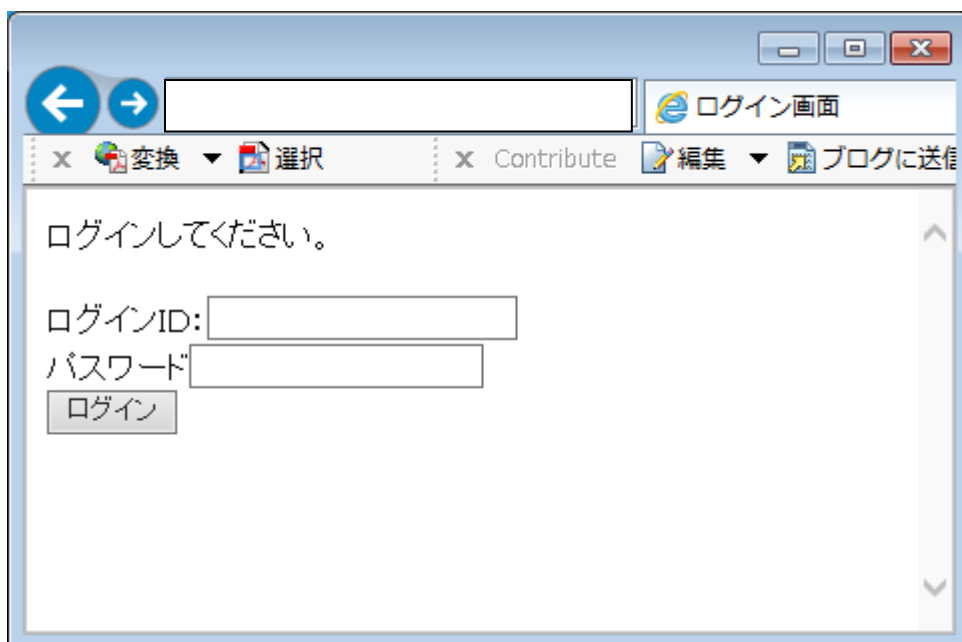 ログイン画面
x 変換 ▼ 選択 x Contribute 編集 ▼ ブログに送信
ログインしてください。
ログインID:
パスワード
ログイン